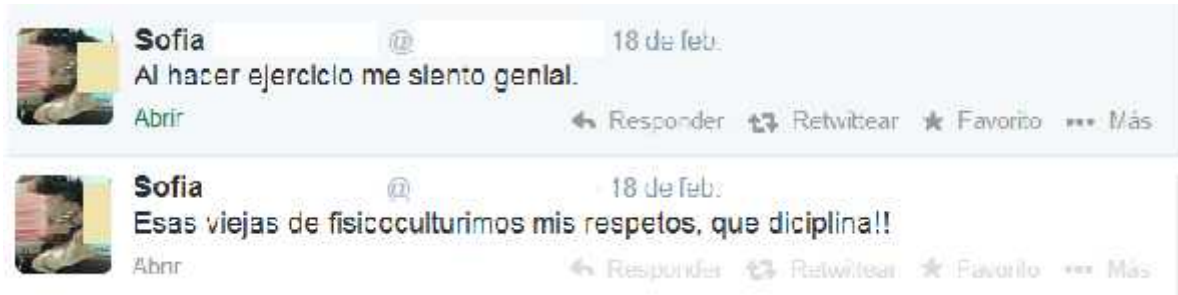 Sofia @ 18 de feb.
Al hacer ejercicio me siento genial.
Abrir Responder Retwittear Favorito Más
Sofia @ 18 de feb.
Esas viejas de fisicoculturimos mis respetos, que diciplina!!
Abrir Responder Retwittear Favorito Más